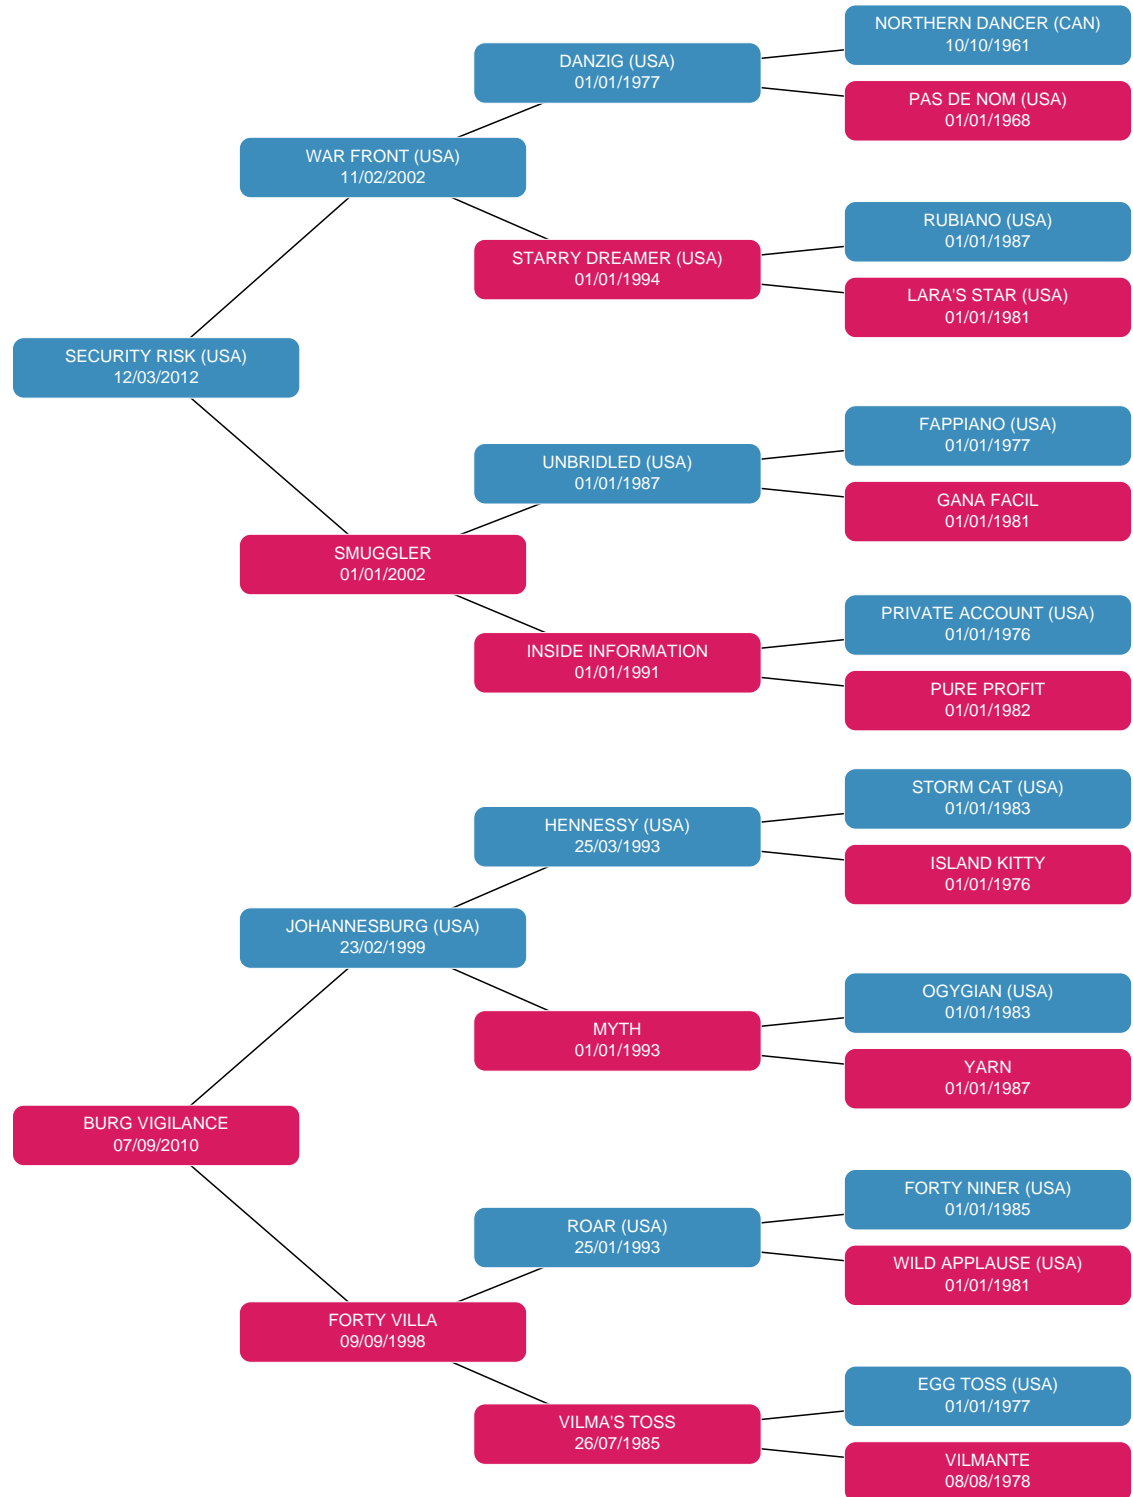 NORTHERN DANCER (CAN)
10/10/1961
DANZIG (USA)
01/01/1977
PAS DE NOM (USA)
01/01/1968
WAR FRONT (USA)
11/02/2002
RUBIANO (USA)
01/01/1987
STARRY DREAMER (USA)
01/01/1994
LARA'S STAR (USA)
01/01/1981
SECURITY RISK (USA)
12/03/2012
FAPPIANO (USA)
01/01/1977
UNBRIDLED (USA)
01/01/1987
GANA FACIL
01/01/1981
SMUGGLER
01/01/2002
PRIVATE ACCOUNT (USA)
01/01/1976
INSIDE INFORMATION
01/01/1991
PURE PROFIT
01/01/1982
STORM CAT (USA)
01/01/1983
HENNESSY (USA)
25/03/1993
ISLAND KITTY
01/01/1976
JOHANNESBURG (USA)
23/02/1999
OGYGIAN (USA)
01/01/1983
MYTH
01/01/1993
YARN
01/01/1987
BURG VIGILANCE
07/09/2010
FORTY NINER (USA)
01/01/1985
ROAR (USA)
25/01/1993
WILD APPLAUSE (USA)
01/01/1981
FORTY VILLA
09/09/1998
EGG TOSS (USA)
01/01/1977
VILMA'S TOSS
26/07/1985
VILMANTE
08/08/1978